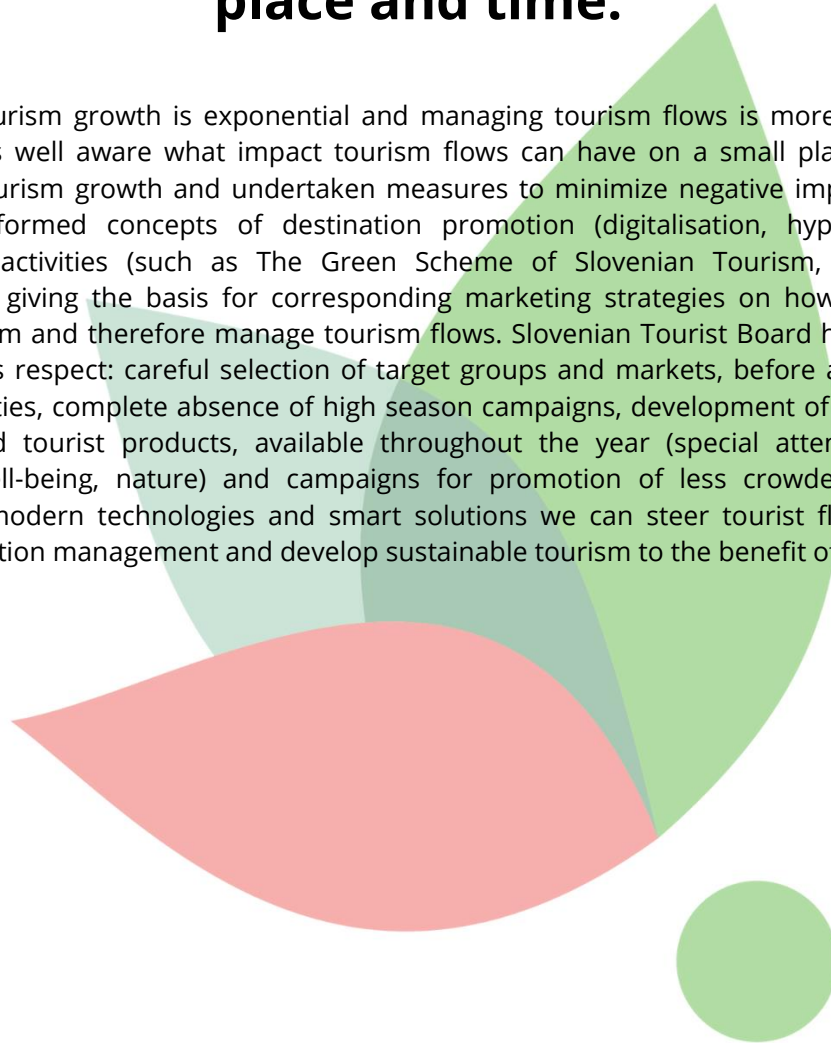 place and time.
urism growth is exponential and managing tourism flows is more
s well aware what impact tourism flows can have on a small pla
urism growth and undertaken measures to minimize negative imp
formed concepts of destination promotion (digitalisation, hyp
activities (such as The Green Scheme of Slovenian Tourism,
giving the basis for corresponding marketing strategies on how
m and therefore manage tourism flows. Slovenian Tourist Board h
s respect: careful selection of target groups and markets, before a
ties, complete absence of high season campaigns, development of
d tourist products, available throughout the year (special atten
ll-being, nature) and campaigns for promotion of less crowde
modern technologies and smart solutions we can steer tourist fl
tion management and develop sustainable tourism to the benefit of